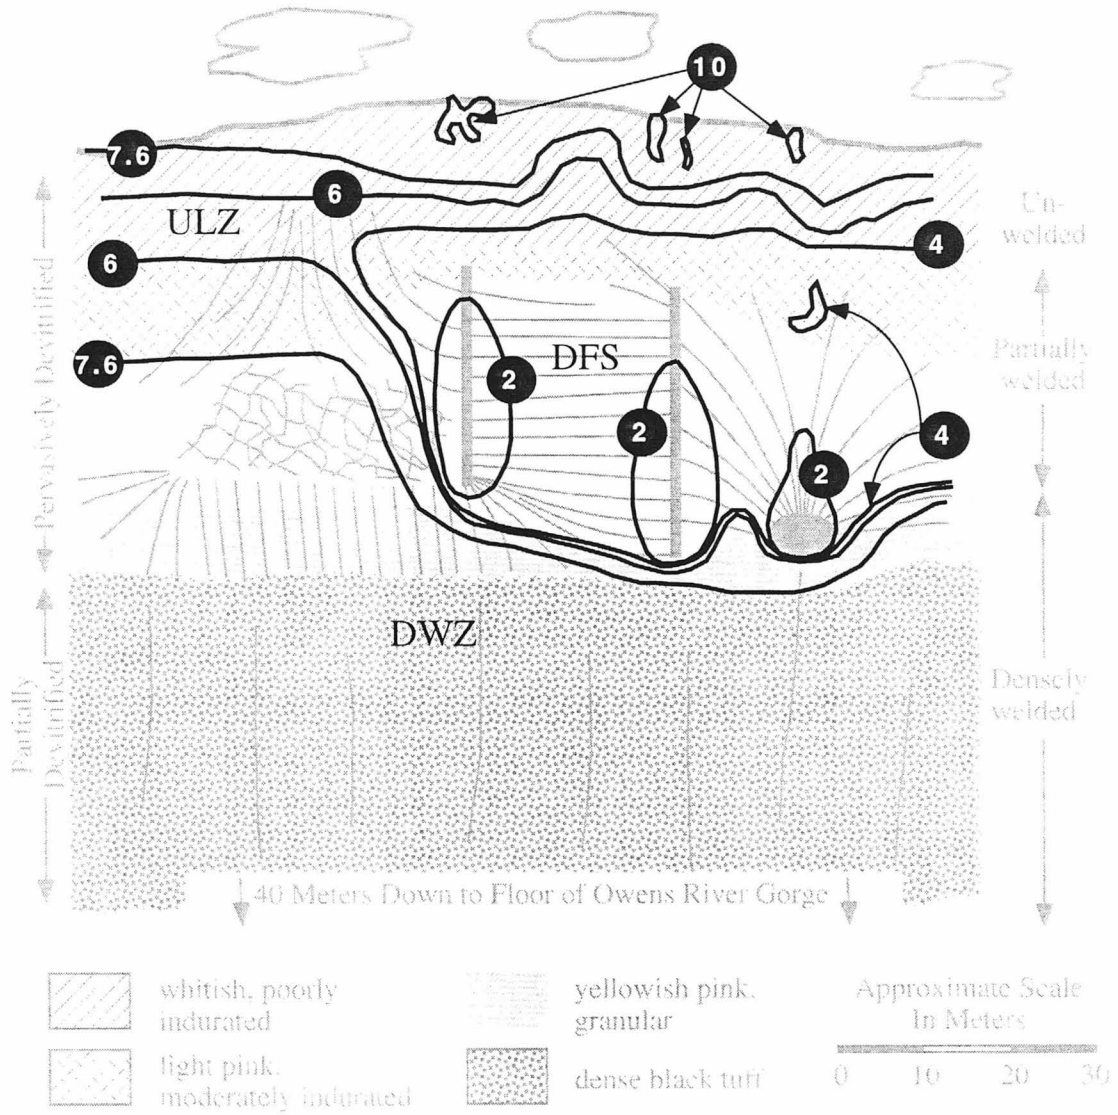 10
7.6
6
ULZ
Un-
welded
4
6
DFS
7.6
2
Partially
welded
2
4
2
Pervasively Devitrified
DWZ
Densely
welded
Partially
Devitrified
40 Meters Down to Floor of Owens River Gorge
whitish, poorly
indurated
yellowish pink,
granular
Approximate Scale
In Meters
light pink,
moderately indurated
dense black tuff
0 10 20 30